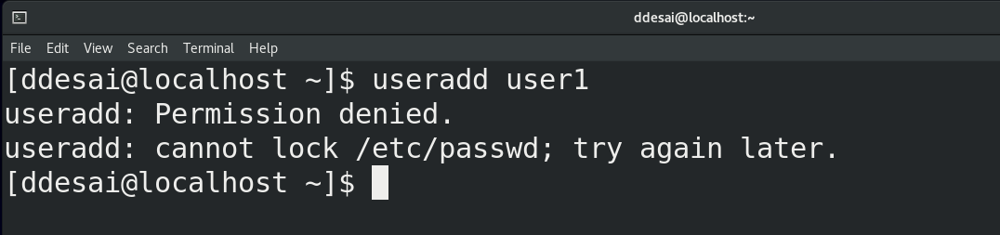 ddesai@localhost:~
File Edit View Search Terminal Help
[ddesai@localhost ~]$ useradd user1
useradd: Permission denied.
useradd: cannot lock /etc/passwd; try again later.
[ddesai@localhost ~]$